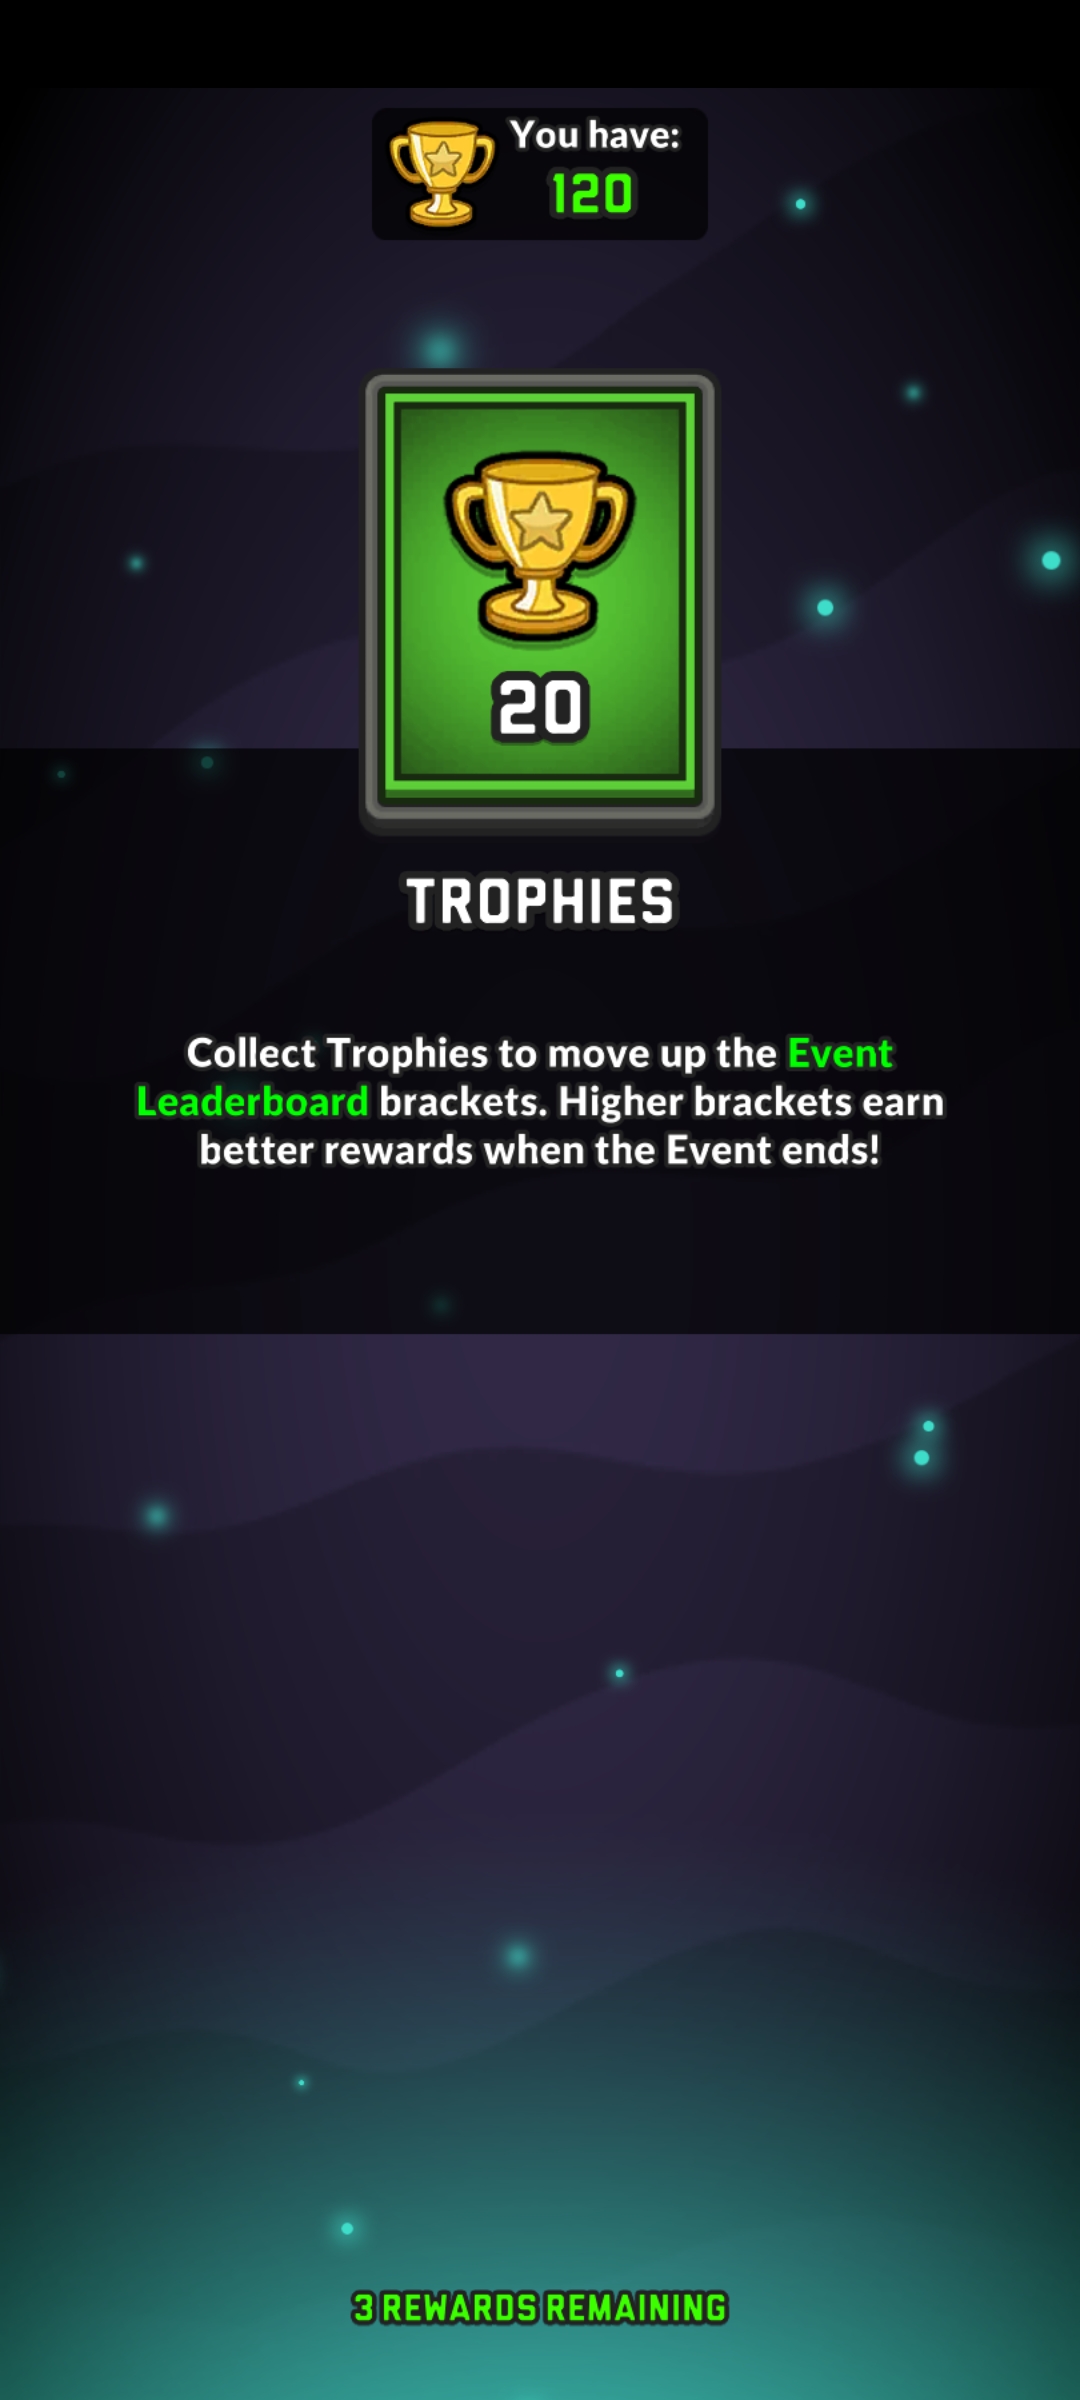 You have:
120
20
TROPHIES
Collect Trophies to move up the Event
Leaderboard brackets. Higher brackets earn
better rewards when the Event ends!
3 REWARDS REMAINING